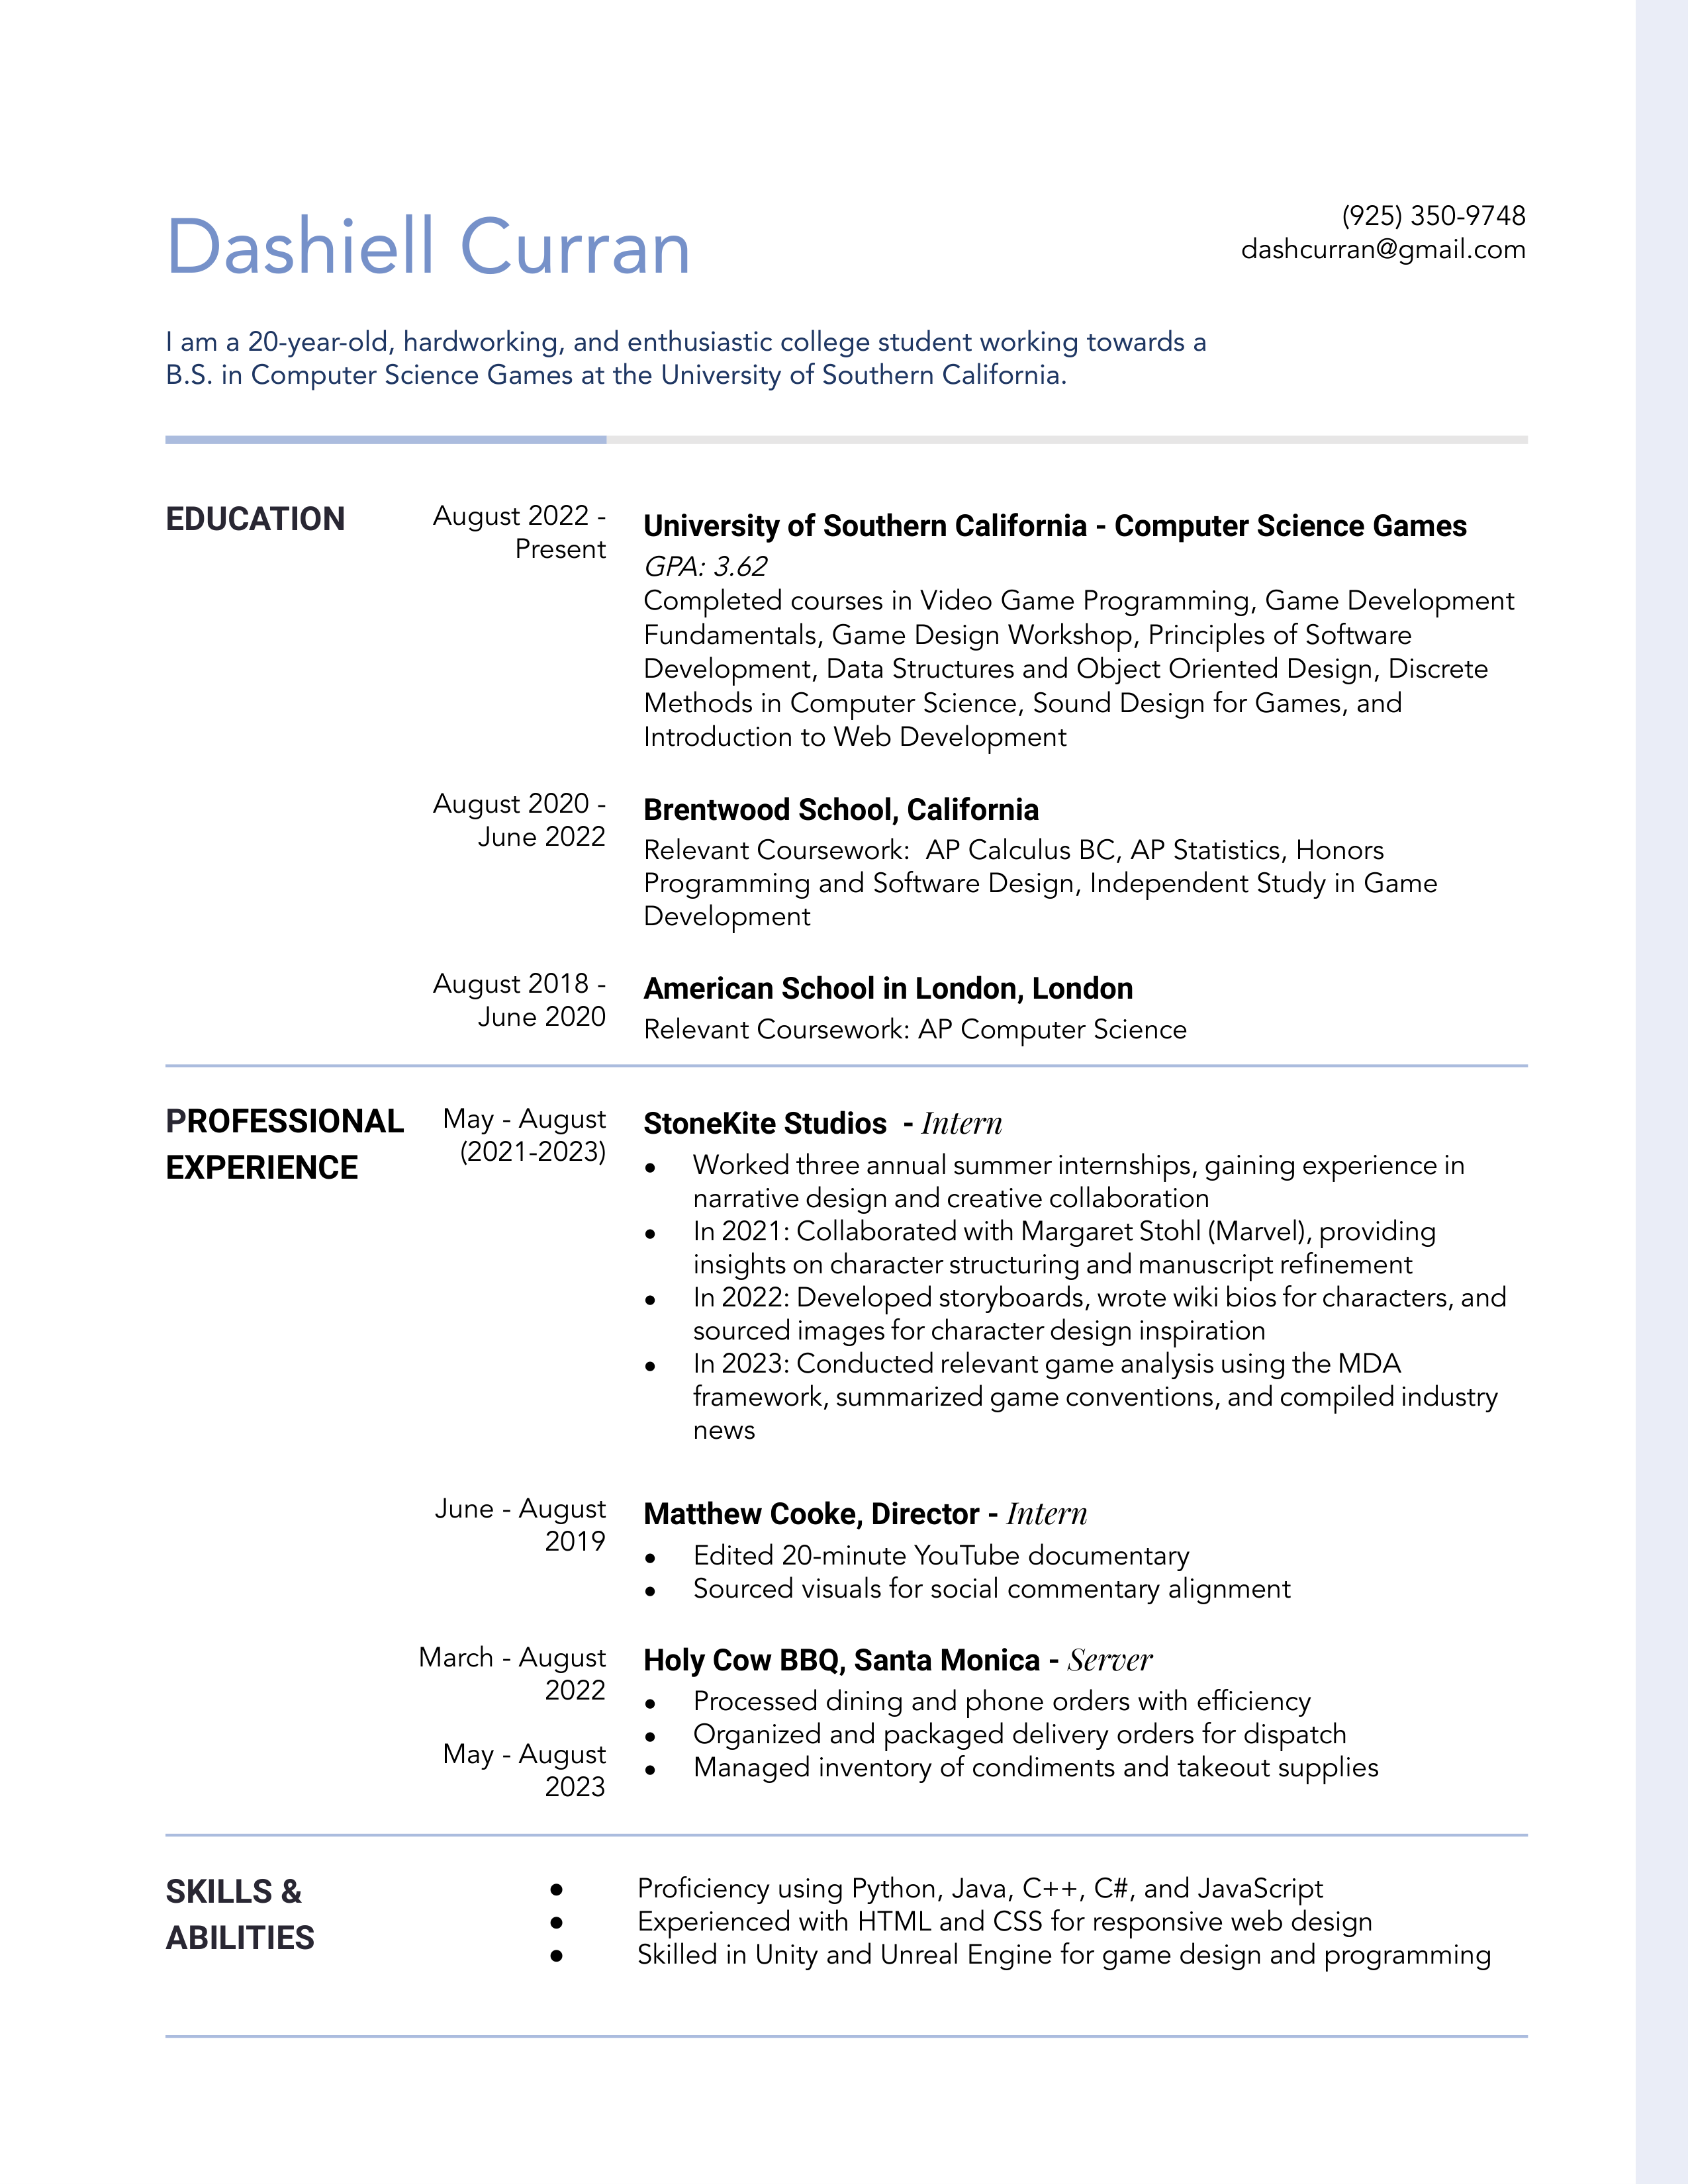 Dashiell Curran
(925) 350-9748
dashcurran@gmail.com
I am a 20-year-old, hardworking, and enthusiastic college student working towards a
B.S. in Computer Science Games at the University of Southern California.
EDUCATION
August 2022 -
Present
University of Southern California - Computer Science Games
GPA: 3.62
Completed courses in Video Game Programming, Game Development
Fundamentals, Game Design Workshop, Principles of Software
Development, Data Structures and Object Oriented Design, Discrete
Methods in Computer Science, Sound Design for Games, and
Introduction to Web Development
August 2020 -
June 2022
Brentwood School, California
Relevant Coursework:  AP Calculus BC, AP Statistics, Honors
Programming and Software Design, Independent Study in Game
Development
August 2018 -
June 2020
American School in London, London
Relevant Coursework: AP Computer Science
PROFESSIONAL
EXPERIENCE
May - August
(2021-2023)
StoneKite Studios  - Intern
● Worked three annual summer internships, gaining experience in
narrative design and creative collaboration
● In 2021: Collaborated with Margaret Stohl (Marvel), providing
insights on character structuring and manuscript refinement
● In 2022: Developed storyboards, wrote wiki bios for characters, and
sourced images for character design inspiration
● In 2023: Conducted relevant game analysis using the MDA
framework, summarized game conventions, and compiled industry
news
June - August
2019
Matthew Cooke, Director - Intern
● Edited 20-minute YouTube documentary
● Sourced visuals for social commentary alignment
March - August
2022
May - August
2023
Holy Cow BBQ, Santa Monica - Server
● Processed dining and phone orders with efficiency
● Organized and packaged delivery orders for dispatch
● Managed inventory of condiments and takeout supplies
SKILLS &
ABILITIES
● Proficiency using Python, Java, C++, C#, and JavaScript
● Experienced with HTML and CSS for responsive web design
● Skilled in Unity and Unreal Engine for game design and programming